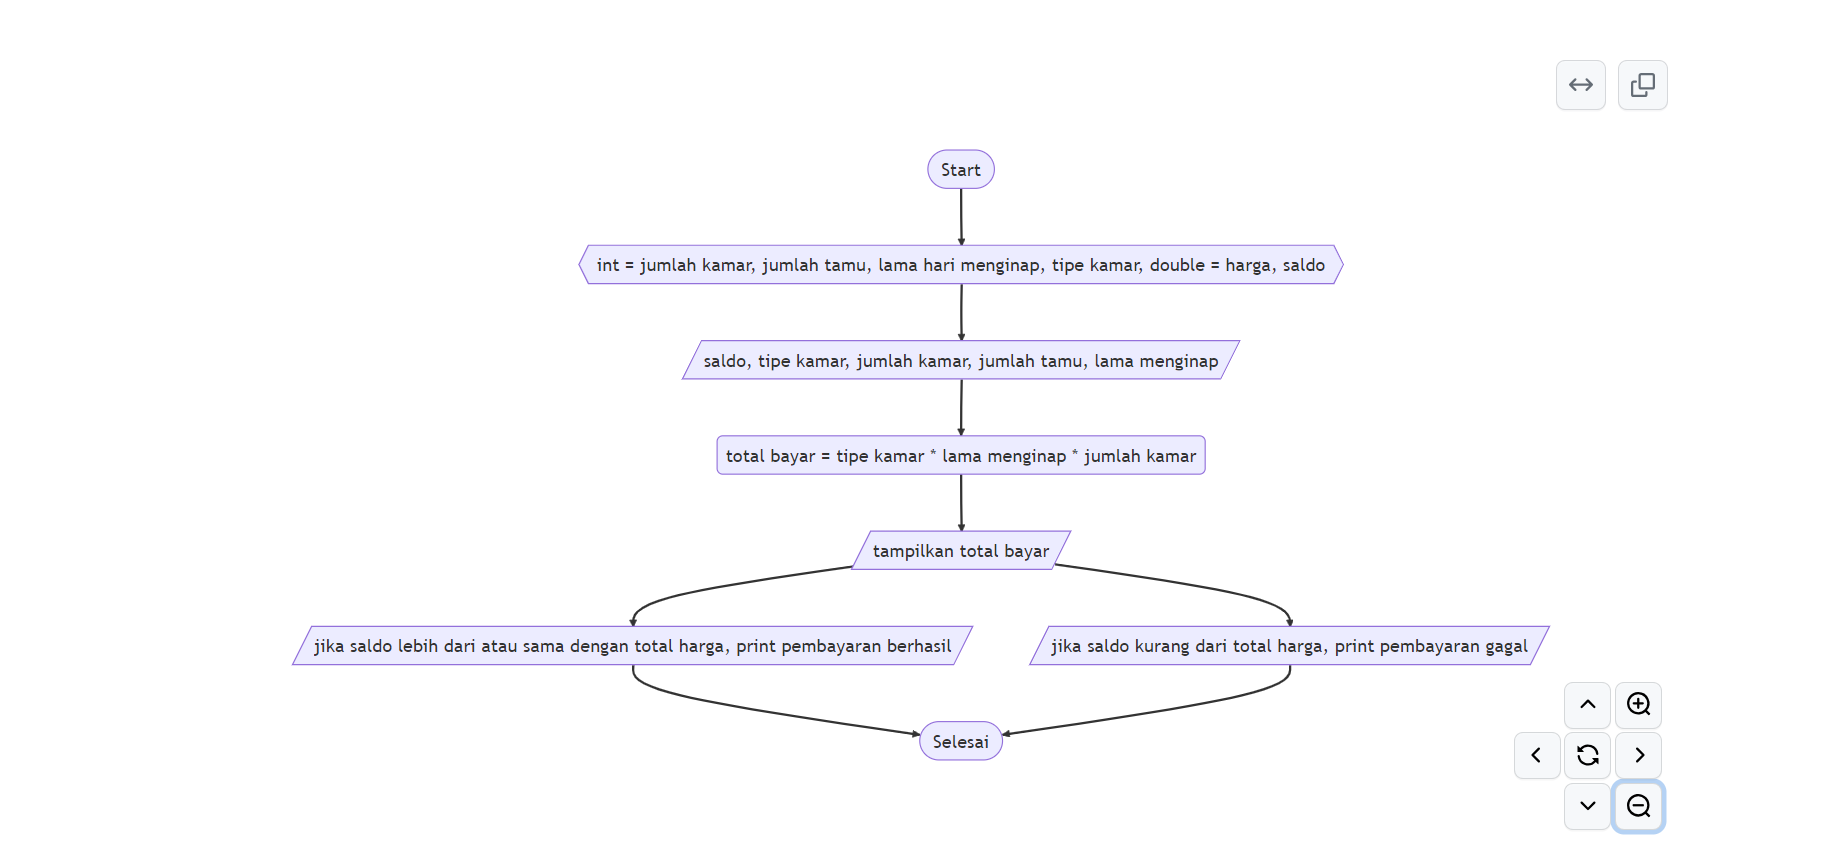 Start
int = jumlah kamar, jumlah tamu, lama hari menginap, tipe kamar, double = harga, saldo
saldo, tipe kamar, jumlah kamar, jumlah tamu, lama menginap
total bayar = tipe kamar * lama menginap * jumlah kamar
tampilkan total bayar
jika saldo lebih dari atau sama dengan total harga, print pembayaran berhasil
jika saldo kurang dari total harga, print pembayaran gagal
Selesai